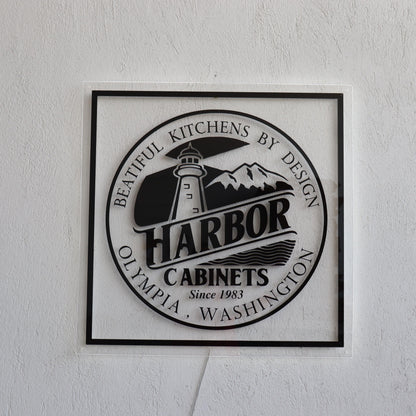 BEATIFUL KITCHENS BY DESIGN
HARBOR
CABINETS
Since 1983
OLYMPIA, WASHINGTON